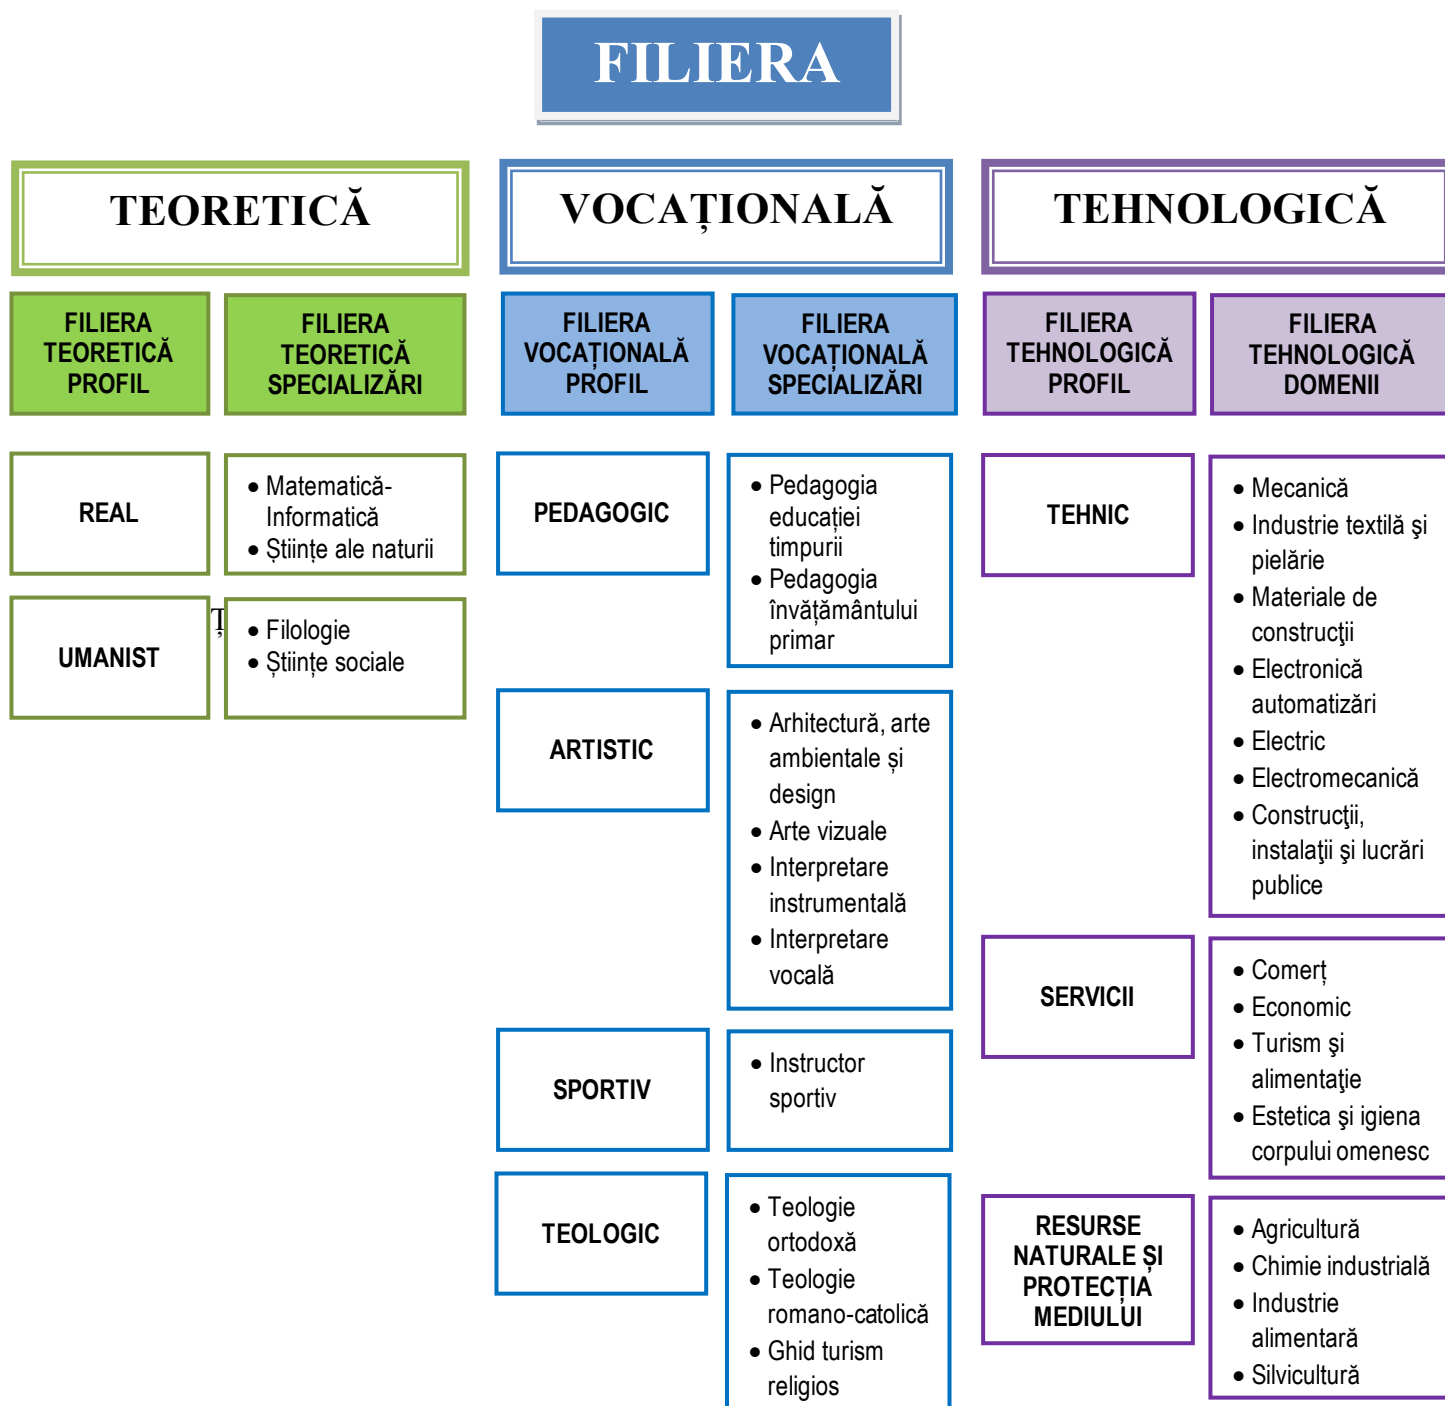 FILIERA
TEORETICĂ
FILIERA
TEORETICĂ
PROFIL
FILIERA
TEORETICĂ
SPECIALIZĂRI
REAL
• Matematică-
Informatică
• Științe ale naturii
Ț
UMANIST
• Filologie
• Științe sociale
VOCAȚIONALĂ
FILIERA
VOCAȚIONALĂ
PROFIL
FILIERA
VOCAȚIONALĂ
SPECIALIZĂRI
PEDAGOGIC
• Pedagogia
educației
timpurii
• Pedagogia
învățământului
primar
ARTISTIC
• Arhitectură, arte
ambientale și
design
• Arte vizuale
• Interpretare
instrumentală
• Interpretare
vocală
SPORTIV
• Instructor
sportiv
TEOLOGIC
• Teologie
ortodoxă
• Teologie
romano-catolică
• Ghid turism
religios
TEHNOLOGICĂ
FILIERA
TEHNOLOGICĂ
PROFIL
FILIERA
TEHNOLOGICĂ
DOMENII
TEHNIC
• Mecanică
• Industrie textilă şi
pielărie
• Materiale de
construcţii
• Electronică
automatizări
• Electric
• Electromecanică
• Construcţii,
instalaţii şi lucrări
publice
SERVICII
• Comerț
• Economic
• Turism şi
alimentaţie
• Estetica şi igiena
corpului omenesc
RESURSE
NATURALE ȘI
PROTECȚIA
MEDIULUI
• Agricultură
• Chimie industrială
• Industrie
alimentară
• Silvicultură